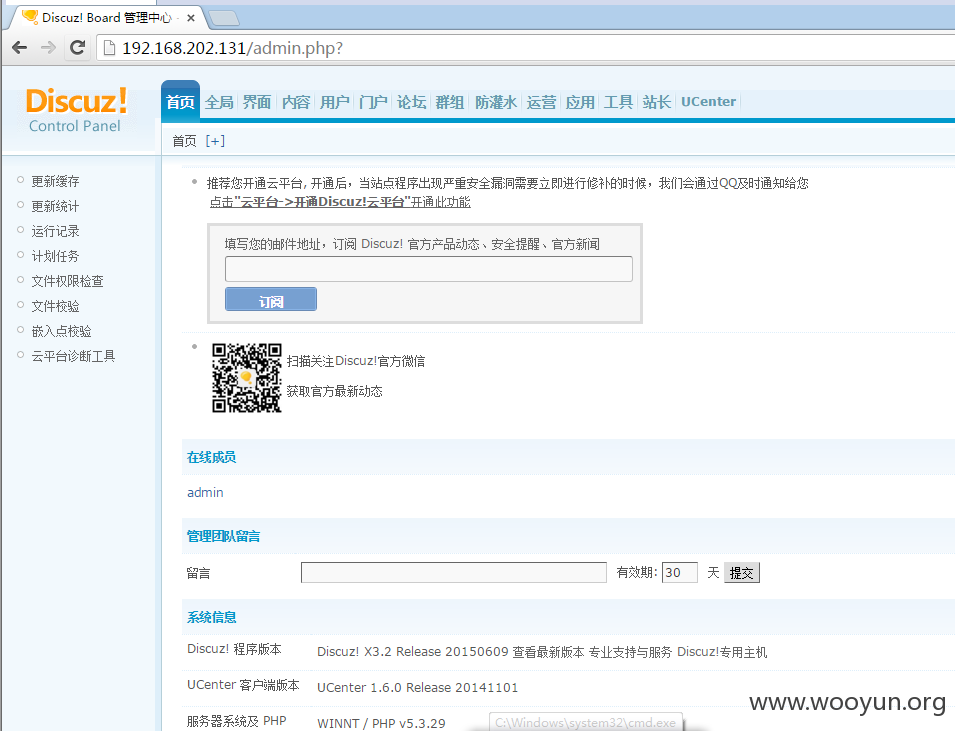 Discuz! Board 管理中心 - ×
192.168.202.131/admin.php?
Discuz!
Control Panel
首页 全局 界面 内容 用户 门户 论坛 群组 防灌水 运营 应用 工具 站长 UCenter
首页 [+]
更新缓存
更新统计
运行记录
计划任务
文件权限检查
文件校验
嵌入点校验
云平台诊断工具
推荐您开通云平台, 开通后，当站点程序出现严重安全漏洞需要立即进行修补的时候，我们会通过QQ及时通知给您
点击"云平台->开通Discuz!云平台"开通此功能
填写您的邮件地址，订阅 Discuz! 官方产品动态、安全提醒、官方新闻
订阅
扫描关注Discuz!官方微信
获取官方最新动态
在线成员
admin
管理团队留言
留言 有效期: 30 天 提交
系统信息
Discuz! 程序版本 Discuz! X3.2 Release 20150609 查看最新版本 专业支持与服务 Discuz!专用主机
UCenter 客户端版本 UCenter 1.6.0 Release 20141101
服务器系统及 PHP WINNT / PHP v5.3.29
C:\Windows\system32\cmd.exe
www.wooyun.org